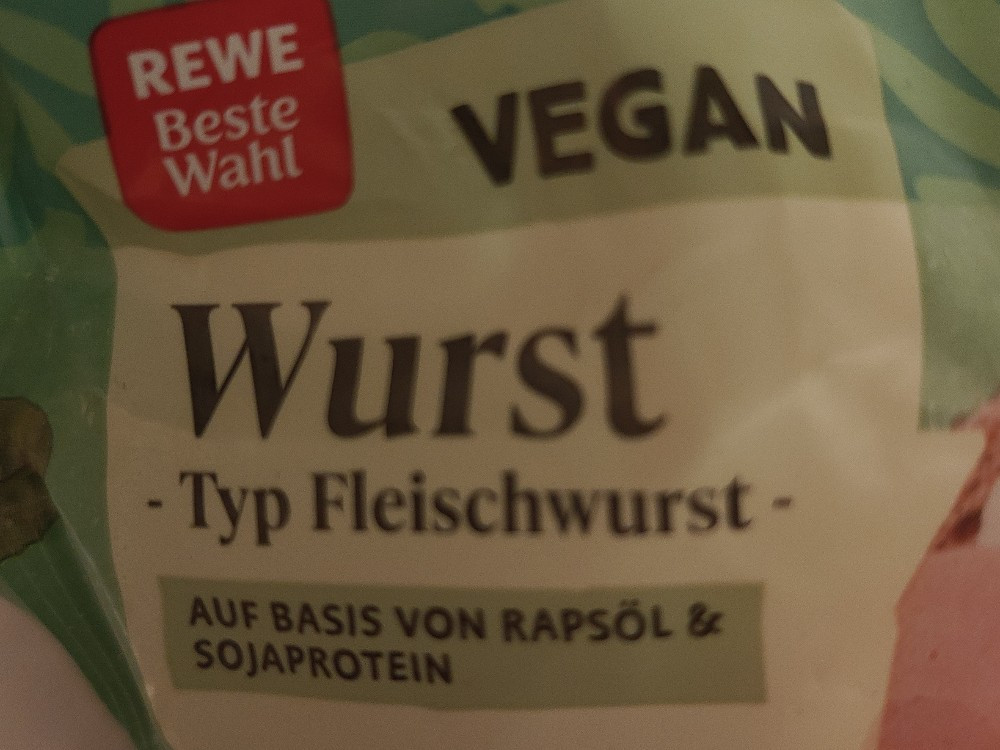 REWE
Beste
Wahl
VEGAN
Wurst
- Typ Fleischwurst -
AUF BASIS VON RAPSÖL &
SOJAPROTEIN